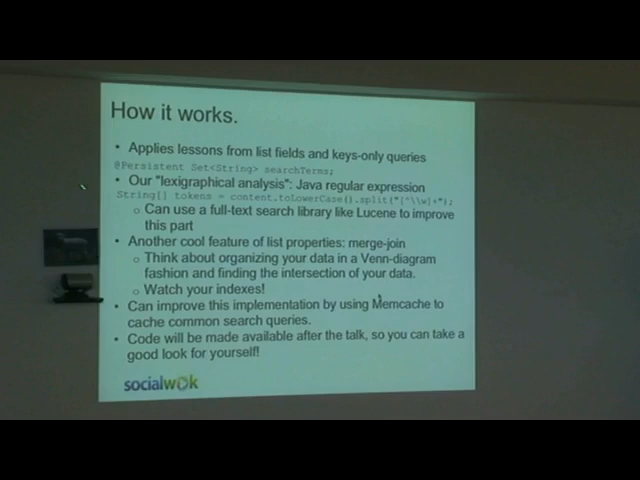 How it works.
• Applies lessons from list fields and keys-only queries
@Persistent Set<String> searchTerms;
• Our "lexigraphical analysis": Java regular expression
String[] tokens = content.toLowerCase().split("[^\\w]+");
o Can use a full-text search library like Lucene to improve
this part
• Another cool feature of list properties: merge-join
o Think about organizing your data in a Venn-diagram
fashion and finding the intersection of your data.
o Watch your indexes!
• Can improve this implementation by using Memcache to
cache common search queries.
• Code will be made available after the talk, so you can take a
good look for yourself!
socialwok